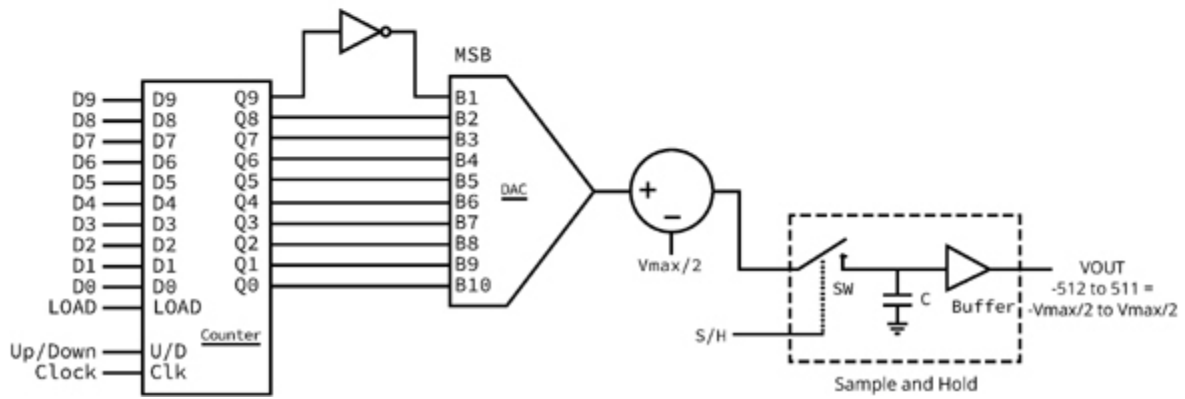 MSB
D9 D9 Q9 B1
D8 D8 Q8 B2
D7 D7 Q7 B3
D6 D6 Q6 B4
D5 D5 Q5 B5
D4 D4 Q4 B6
D3 D3 Q3 B7
D2 D2 Q2 B8
D1 D1 Q1 B9
D0 D0 Q0 B10
LOAD LOAD
Counter
Up/Down U/D
Clock Clk
DAC
+
−
Vmax/2
SW
C
Buffer
S/H
Sample and Hold
VOUT
-512 to 511 =
-Vmax/2 to Vmax/2